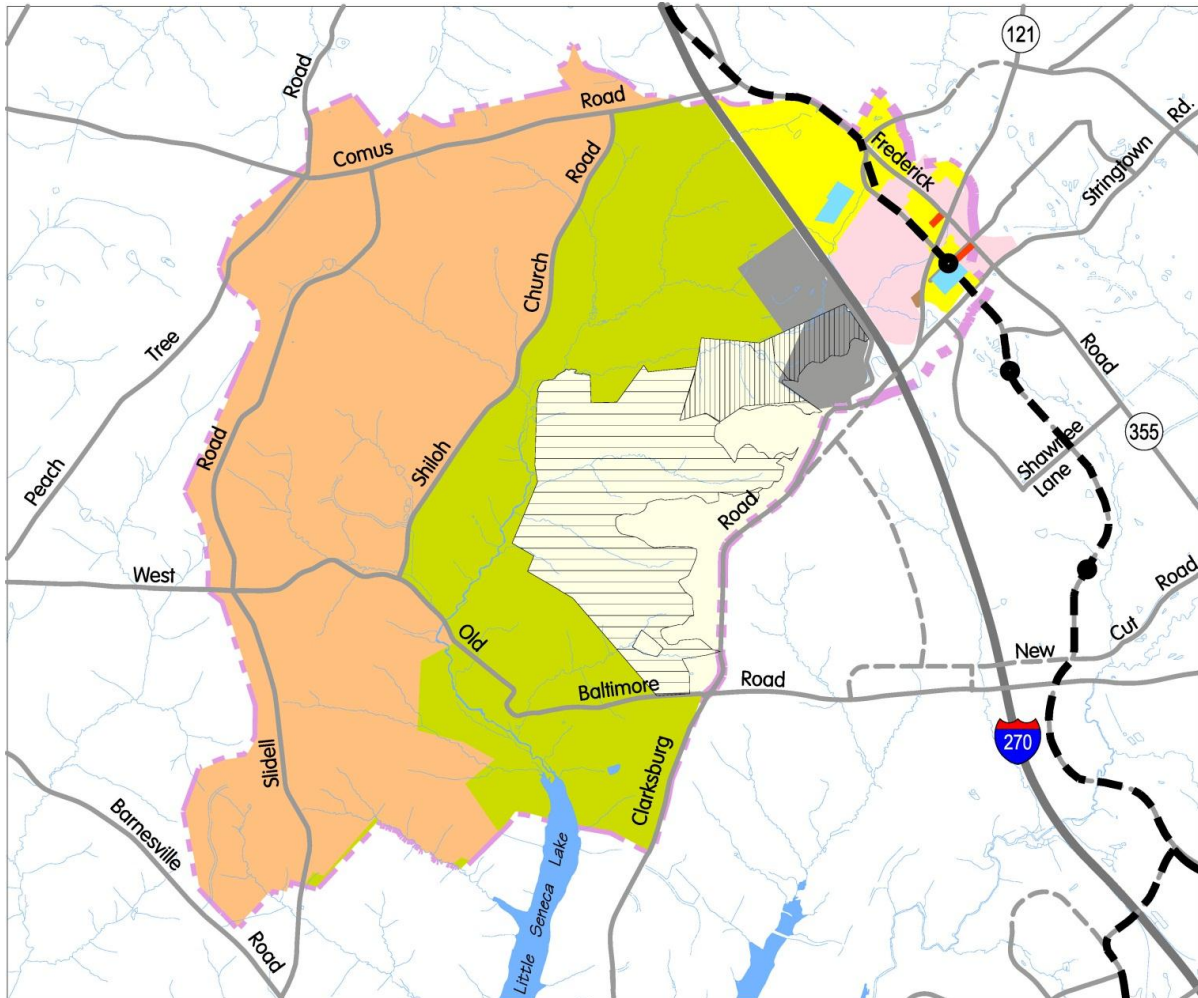 121
Road
Road
Comus
Road
Frederick
Rd.
Stringtown
Church
Tree
Road
Peach
Road
Shiloh
355
Shawnee
Lane
Road
West
Road
Old
Cut
New
Baltimore
Road
270
Slidell
Clarksburg
Barnesville
Road
Little Seneca Lake